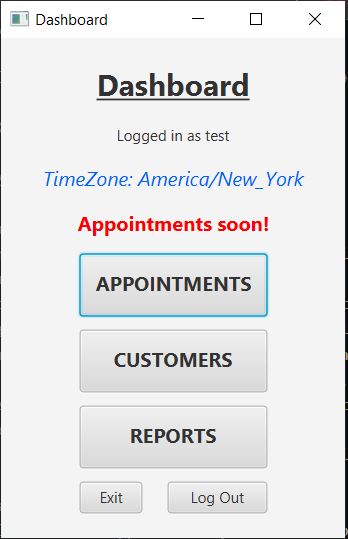 Dashboard
Dashboard
Logged in as test
TimeZone: America/New_York
Appointments soon!
APPOINTMENTS
CUSTOMERS
REPORTS
Exit
Log Out